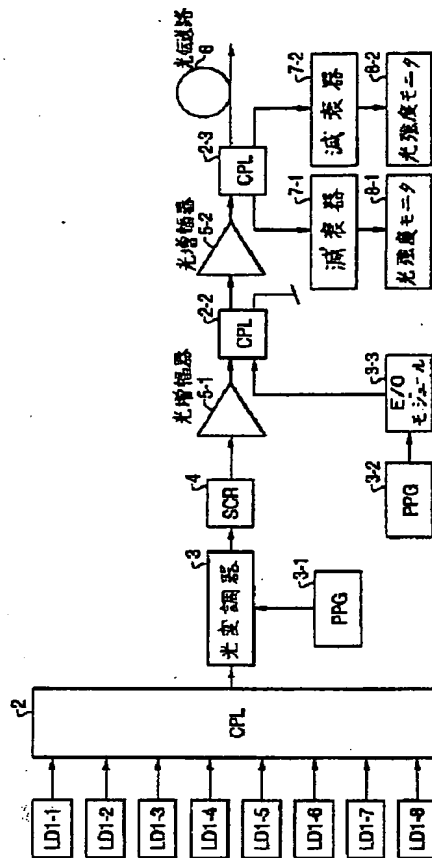 LD1-1
LD1-2
LD1-3
LD1-4
LD1-5
LD1-6
LD1-7
LD1-8
2
CPL
3
光変調器
3-1
PPG
4
SCR
光増幅器
5-1
2-2
CPL
3-2
PPG
3-3
E/O
モジュール
光増幅器
5-2
2-3
CPL
光伝送路
6
7-1
減衰器
8-1
光強度モニタ
7-2
減衰器
8-2
光強度モニタ